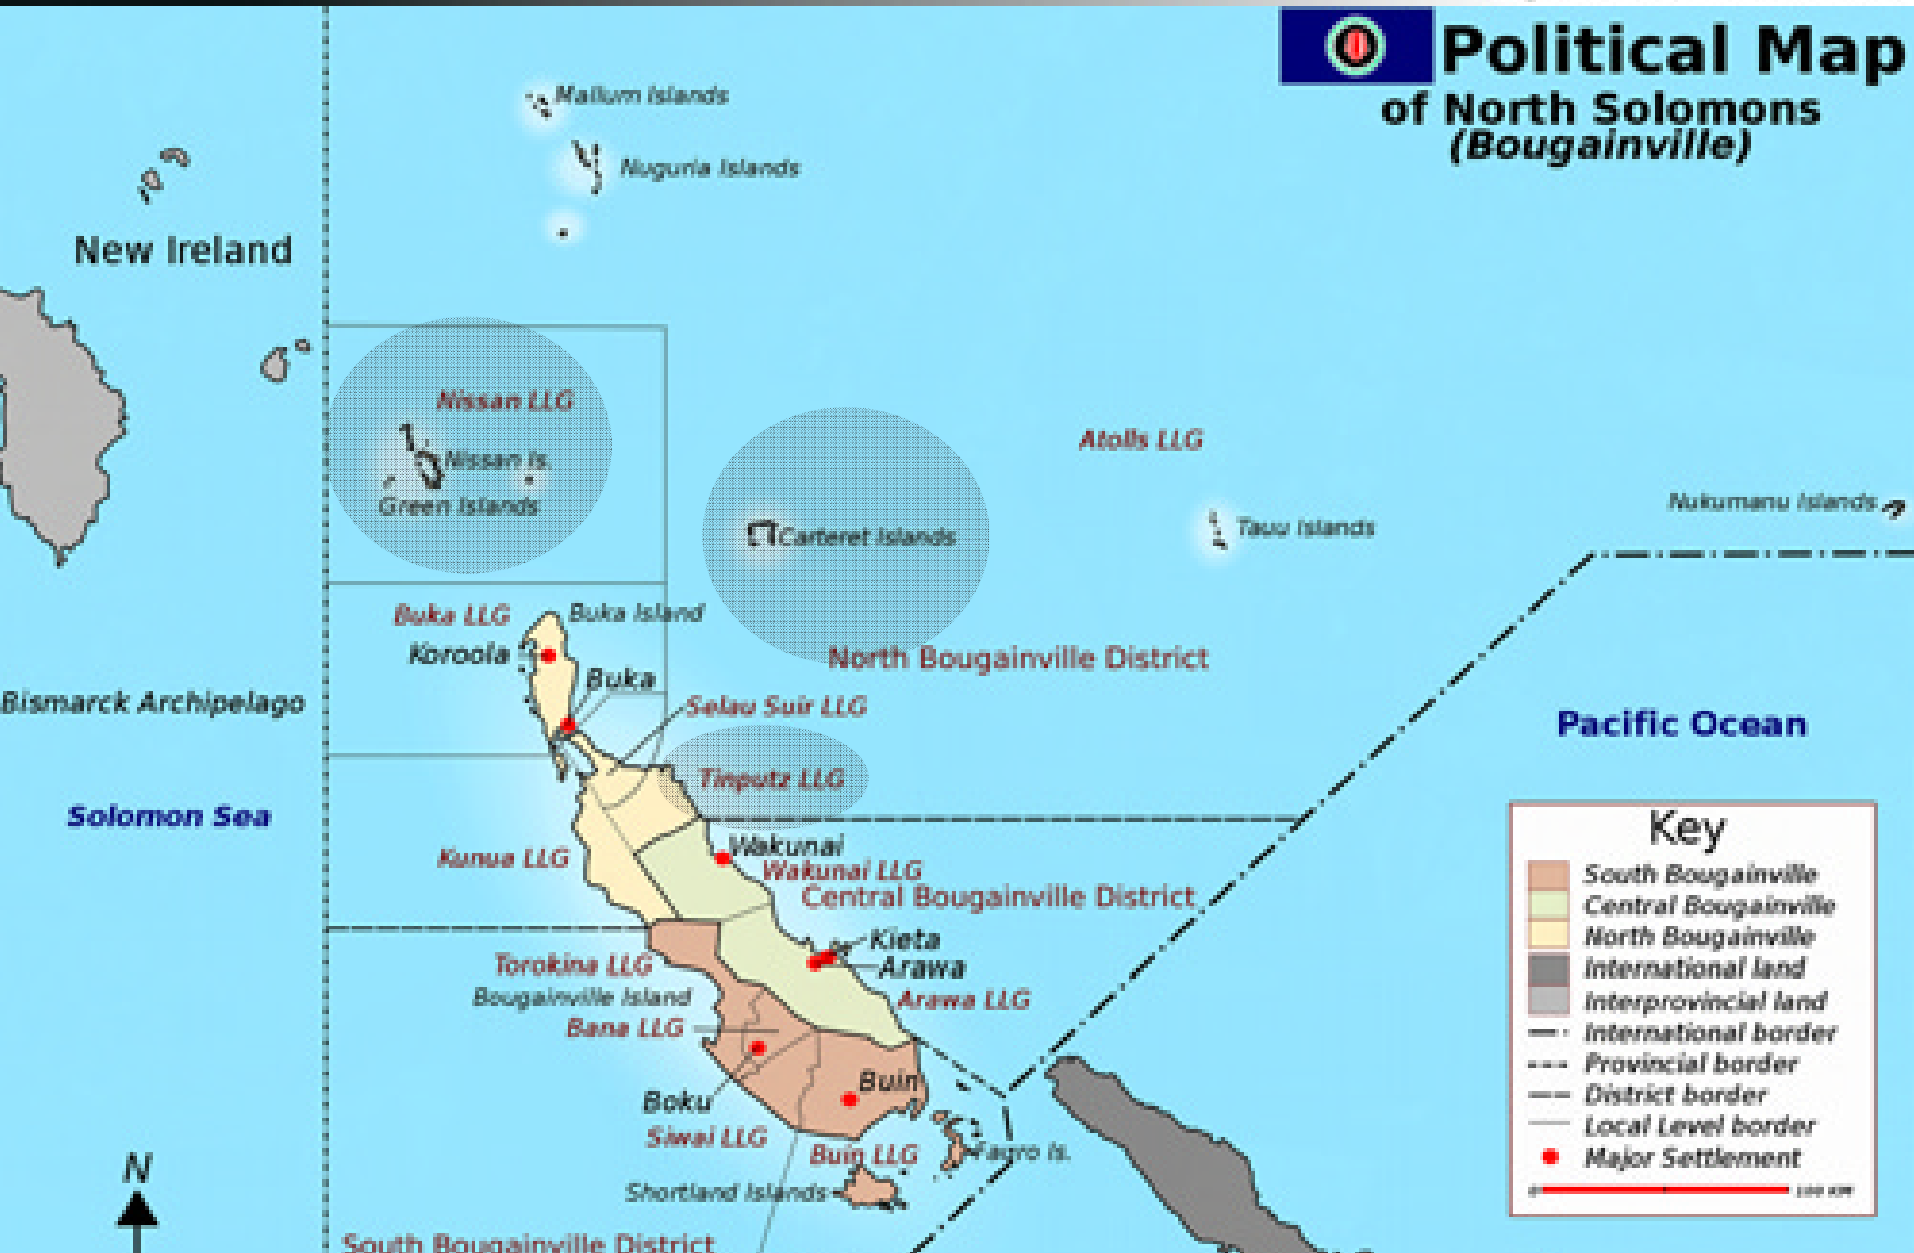 Political Map
of North Solomons
(Bougainville)
Mallum Islands
Nuguria Islands
New Ireland
Nissan LLG
Nissan Is.
Green Islands
Atolls LLG
Carteret Islands
Tauu Islands
Nukumanu Islands
Buka LLG
Buka Island
Koroola
North Bougainville District
Buka
Bismarck Archipelago
Selau Suir LLG
Pacific Ocean
Tinputz LLG
Solomon Sea
Wakunai
Kunua LLG
Wakunai LLG
Central Bougainville District
Kieta
Torokina LLG
Arawa
Bougainville Island
Arawa LLG
Bana LLG
Buin
Boku
Siwai LLG
Buin LLG
Fauro Is.
Shortland Islands
South Bougainville District
N
Key
South Bougainville
Central Bougainville
North Bougainville
International land
Interprovincial land
International border
Provincial border
District border
Local Level border
Major Settlement
0 100 KM